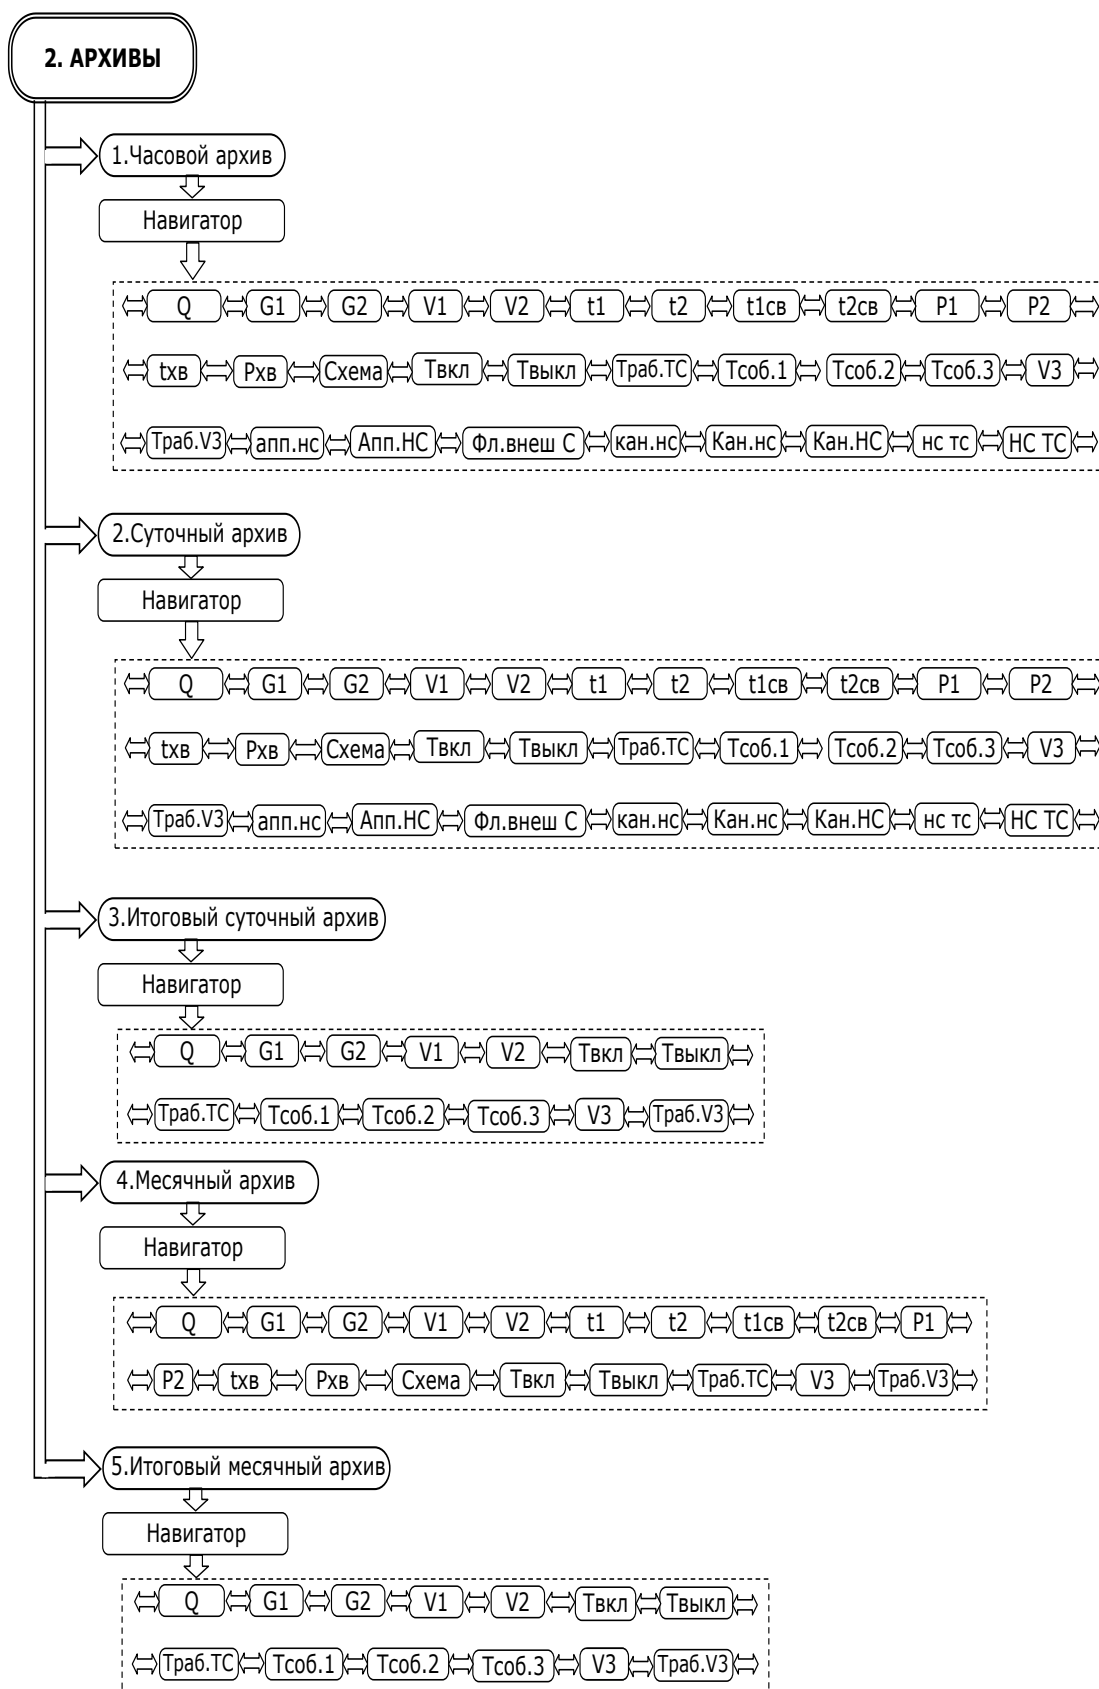 2. АРХИВЫ
1.Часовой архив
Навигатор
Q G1 G2 V1 V2 t1 t2 t1св t2св P1 P2
tхв Рхв Схема Твкл Твыкл Траб.ТС Тсоб.1 Тсоб.2 Тсоб.3 V3
Траб.V3 апп.нс Апп.НС Фл.внеш С кан.нс Кан.нс Кан.НС нс тс НС ТС
2.Суточный архив
Навигатор
Q G1 G2 V1 V2 t1 t2 t1св t2св P1 P2
tхв Рхв Схема Твкл Твыкл Траб.ТС Тсоб.1 Тсоб.2 Тсоб.3 V3
Траб.V3 апп.нс Апп.НС Фл.внеш С кан.нс Кан.нс Кан.НС нс тс НС ТС
3.Итоговый суточный архив
Навигатор
Q G1 G2 V1 V2 Твкл Твыкл
Траб.ТС Тсоб.1 Тсоб.2 Тсоб.3 V3 Траб.V3
4.Месячный архив
Навигатор
Q G1 G2 V1 V2 t1 t2 t1св t2св P1
P2 tхв Рхв Схема Твкл Твыкл Траб.ТС V3 Траб.V3
5.Итоговый месячный архив
Навигатор
Q G1 G2 V1 V2 Твкл Твыкл
Траб.ТС Тсоб.1 Тсоб.2 Тсоб.3 V3 Траб.V3